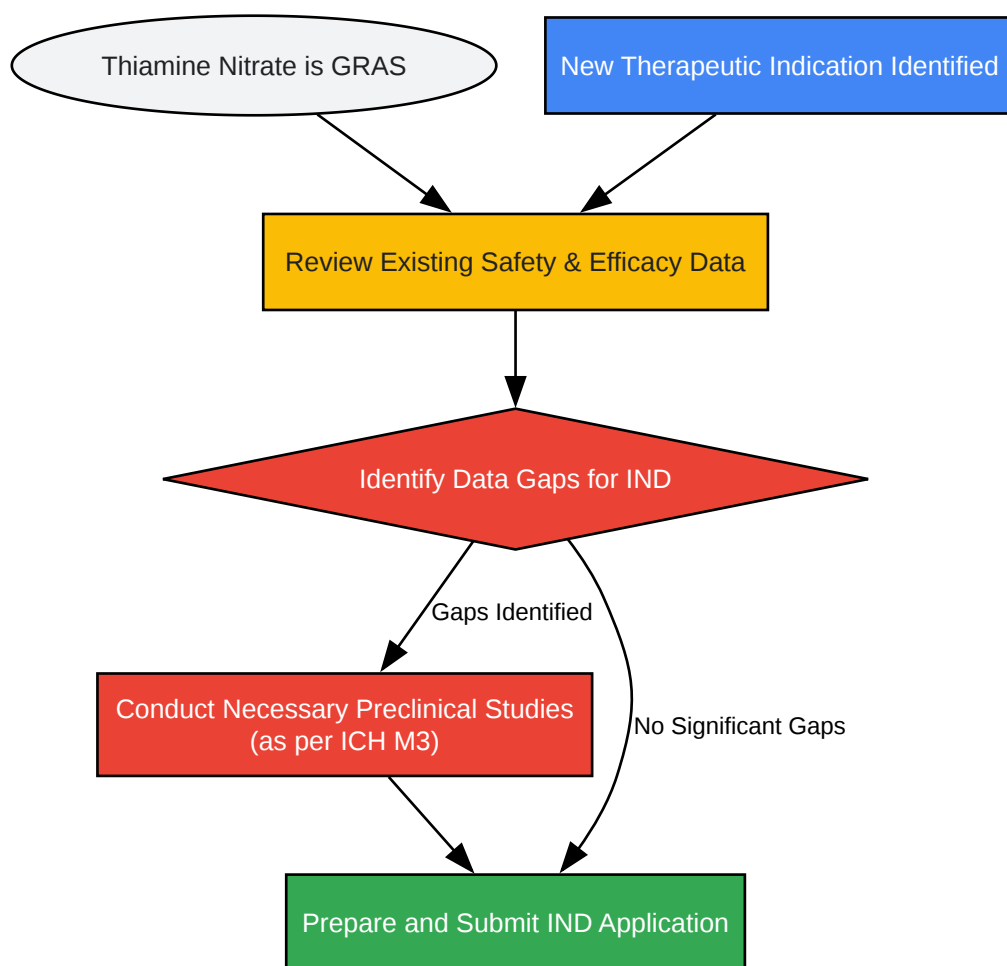 Thiamine Nitrate is GRAS
New Therapeutic Indication Identified
Review Existing Safety & Efficacy Data
Identify Data Gaps for IND
Gaps Identified
Conduct Necessary Preclinical Studies
(as per ICH M3)
No Significant Gaps
Prepare and Submit IND Application